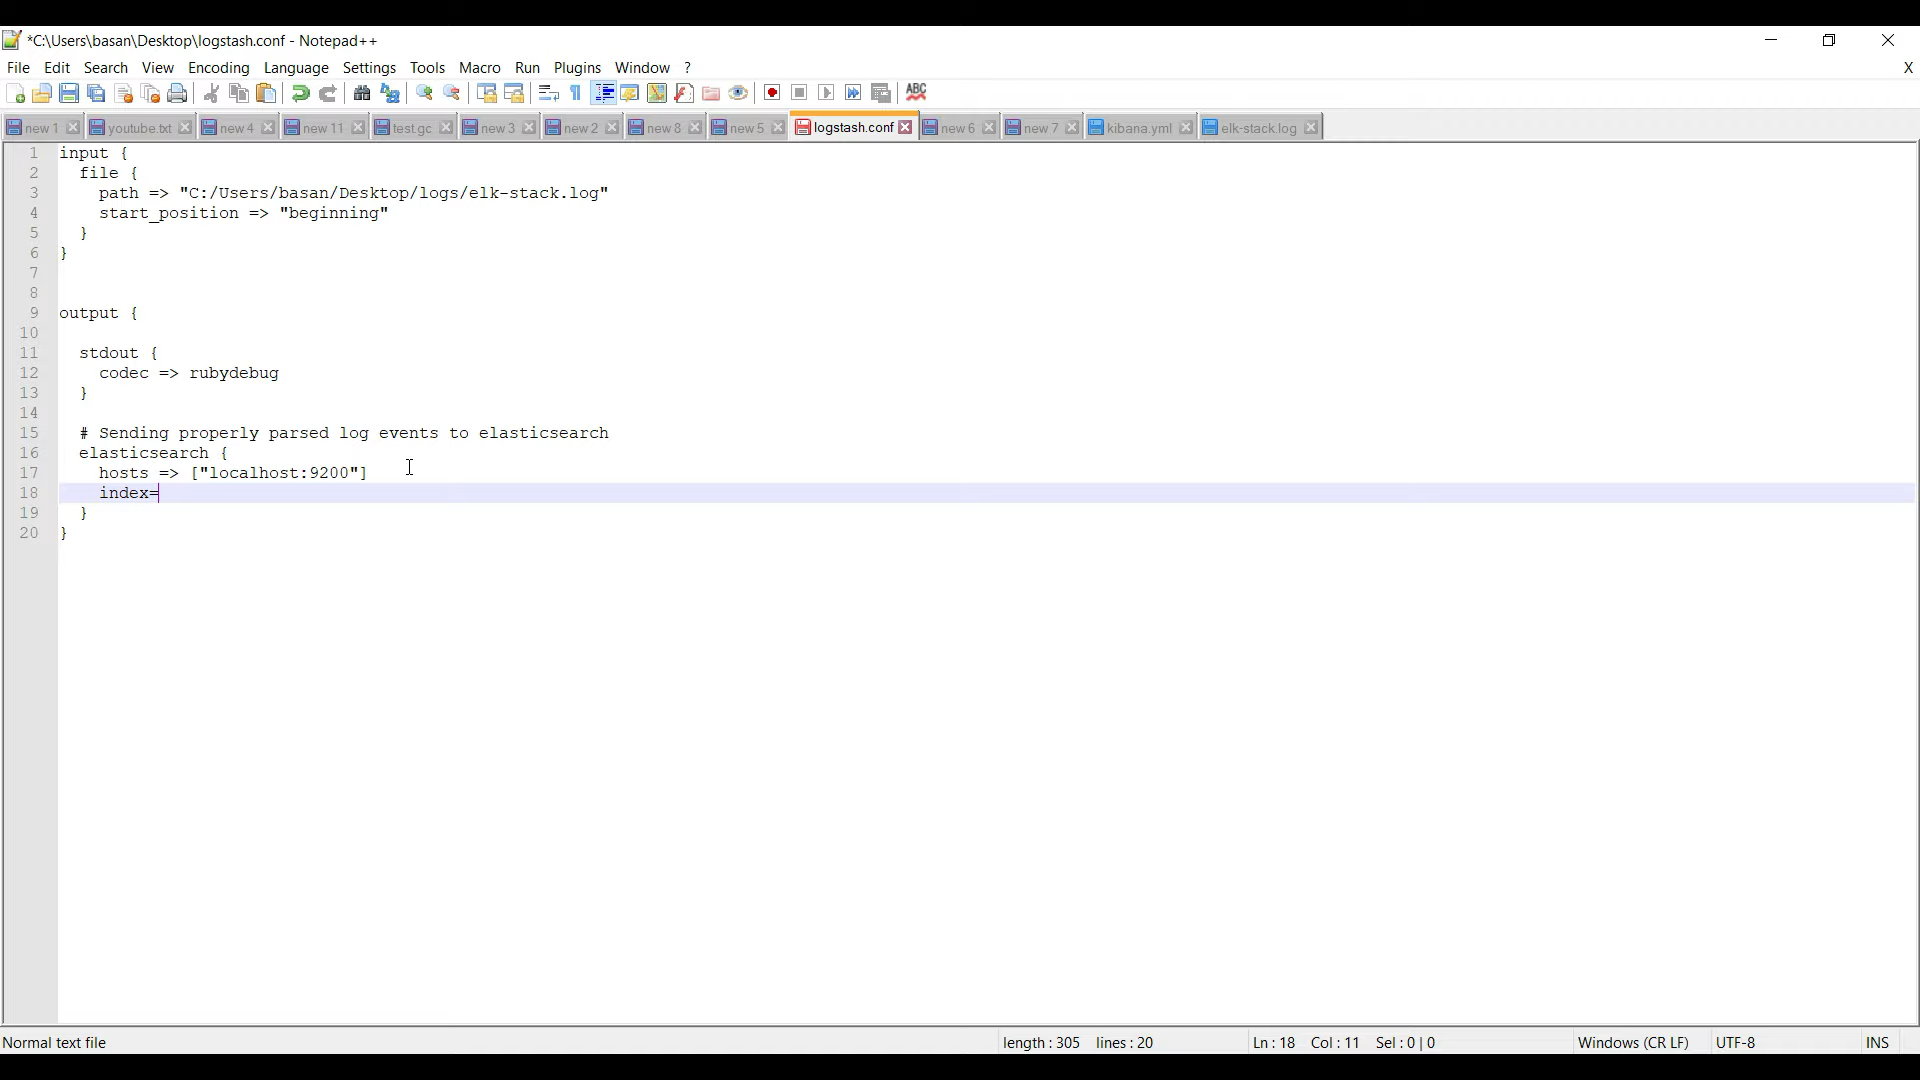 *C:\Users\basan\Desktop\logstash.conf - Notepad++
File Edit Search View Encoding Language Settings Tools Macro Run Plugins Window ? X
ABC
new 1 youtube.txt new 4 new 11 test.gc new 3 new 2 new 8 new 5 logstash.conf new 6 new 7 kibana.yml elk-stack.log
1 input {
2   file {
3     path => "C:/Users/basan/Desktop/logs/elk-stack.log"
4     start_position => "beginning"
5   }
6 }
7
8
9 output {
10
11   stdout {
12     codec => rubydebug
13   }
14
15   # Sending properly parsed log events to elasticsearch
16   elasticsearch {
17     hosts => ["localhost:9200"]
18     index=
19   }
20 }
Normal text file length : 305 lines : 20 Ln : 18 Col : 11 Sel : 0 | 0 Windows (CR LF) UTF-8 INS